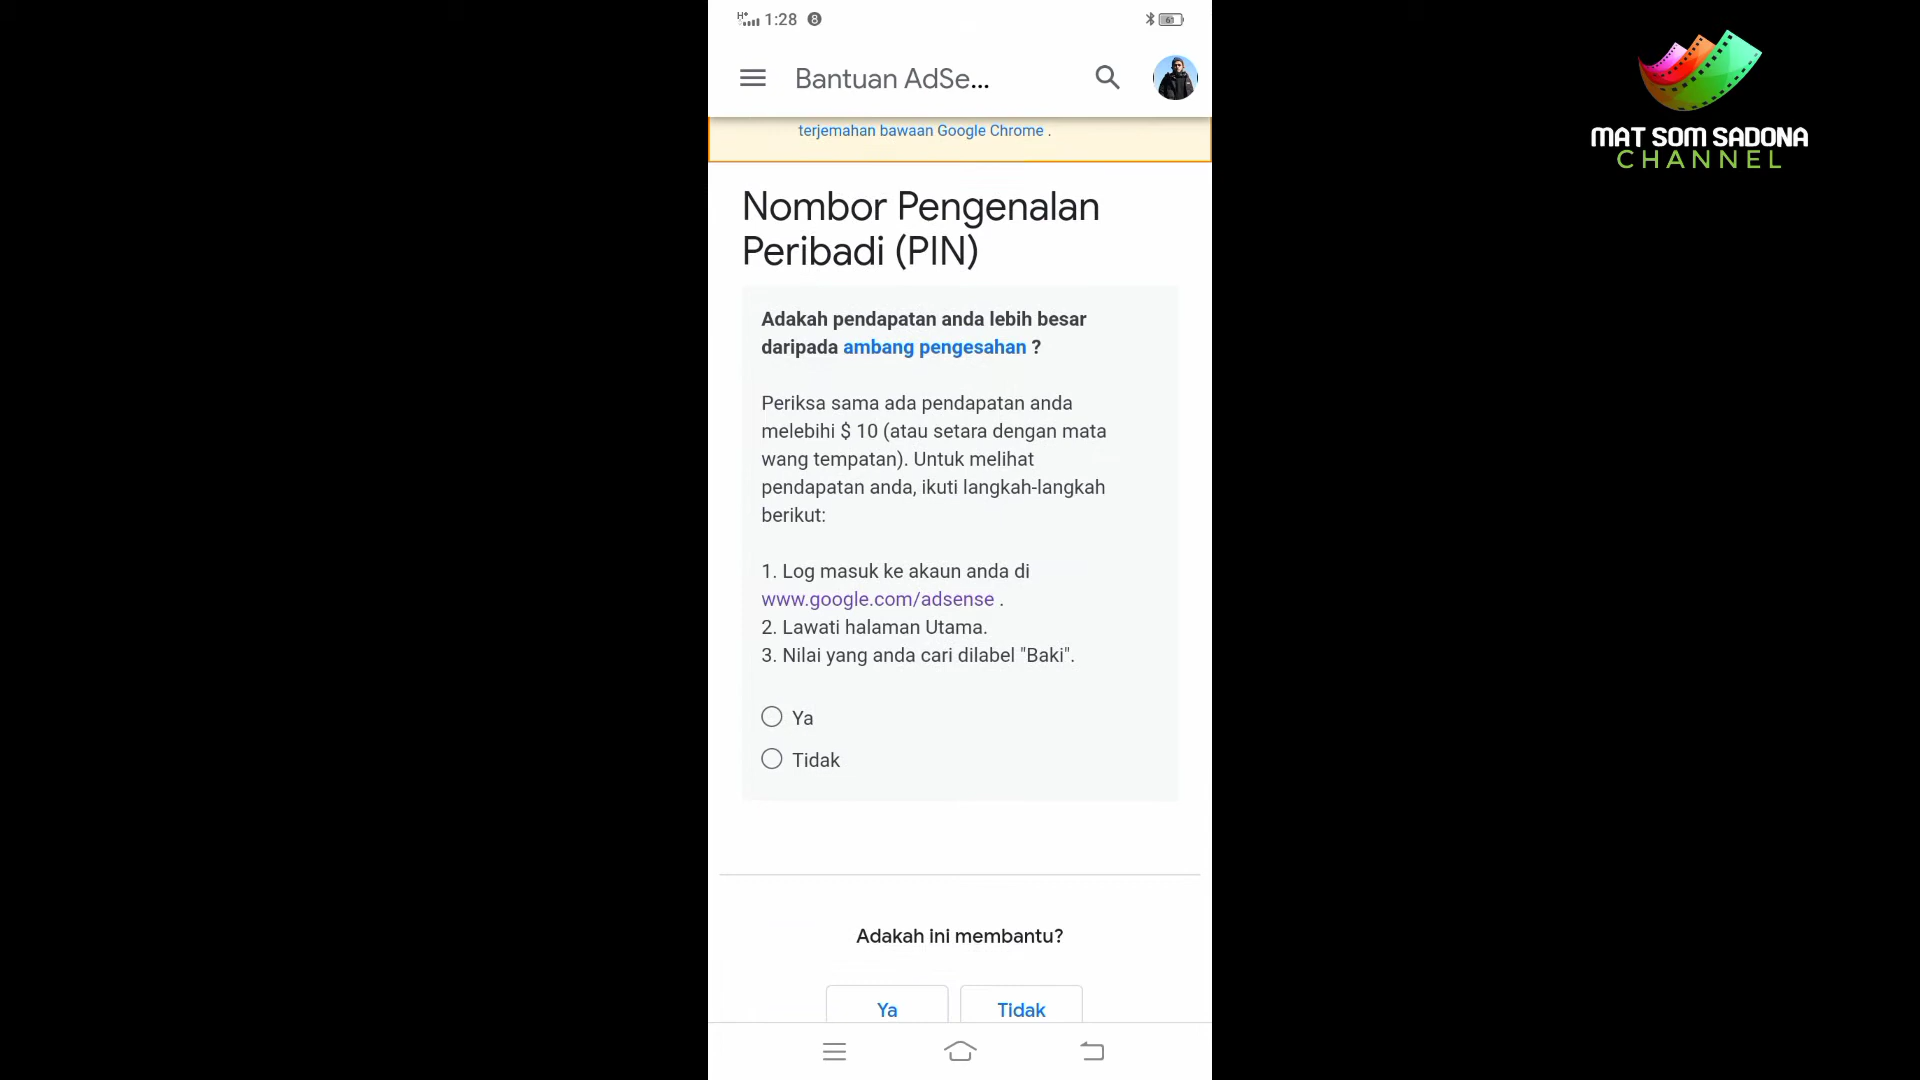 1:28
61
Bantuan AdSe...
MAT SOM SADONA
CHANNEL
terjemahan bawaan Google Chrome .
Nombor Pengenalan
Peribadi (PIN)
Adakah pendapatan anda lebih besar
daripada ambang pengesahan ?
Periksa sama ada pendapatan anda
melebihi $ 10 (atau setara dengan mata
wang tempatan). Untuk melihat
pendapatan anda, ikuti langkah-langkah
berikut:
1. Log masuk ke akaun anda di
www.google.com/adsense .
2. Lawati halaman Utama.
3. Nilai yang anda cari dilabel "Baki".
Ya
Tidak
Adakah ini membantu?
Ya
Tidak